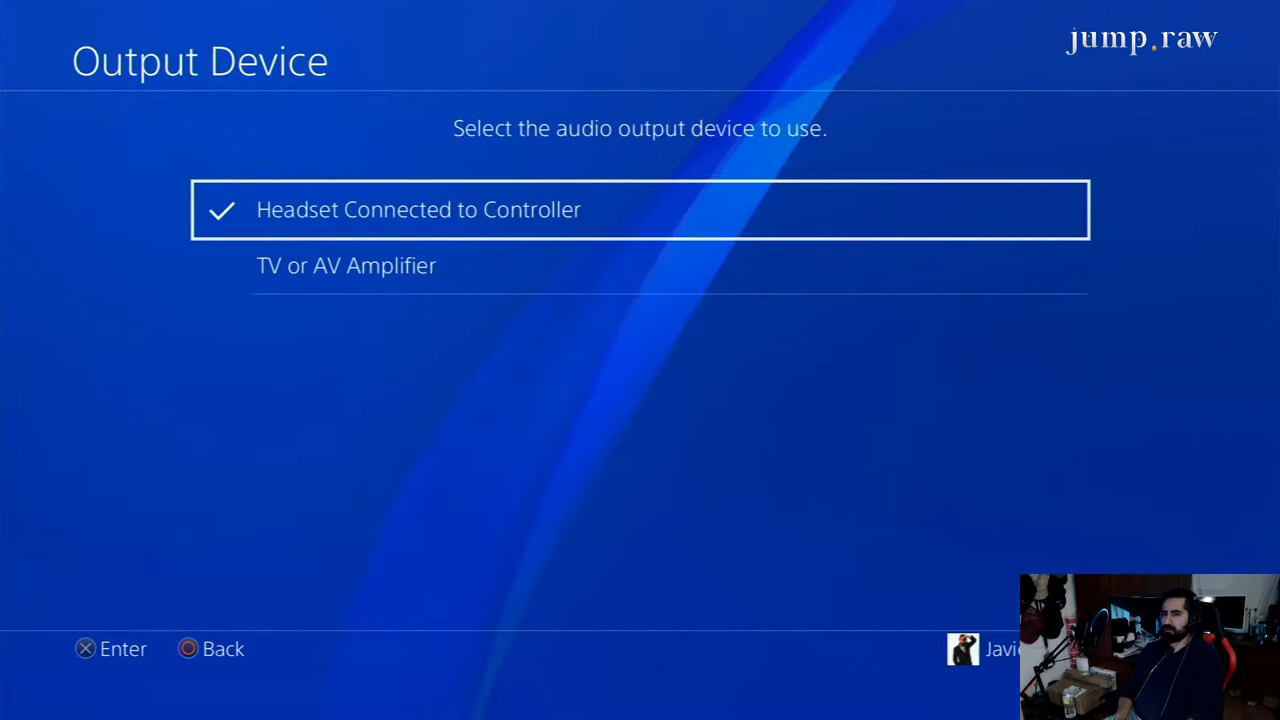 jump.raw
Output Device
Select the audio output device to use.
Headset Connected to Controller
TV or AV Amplifier
Enter
Back